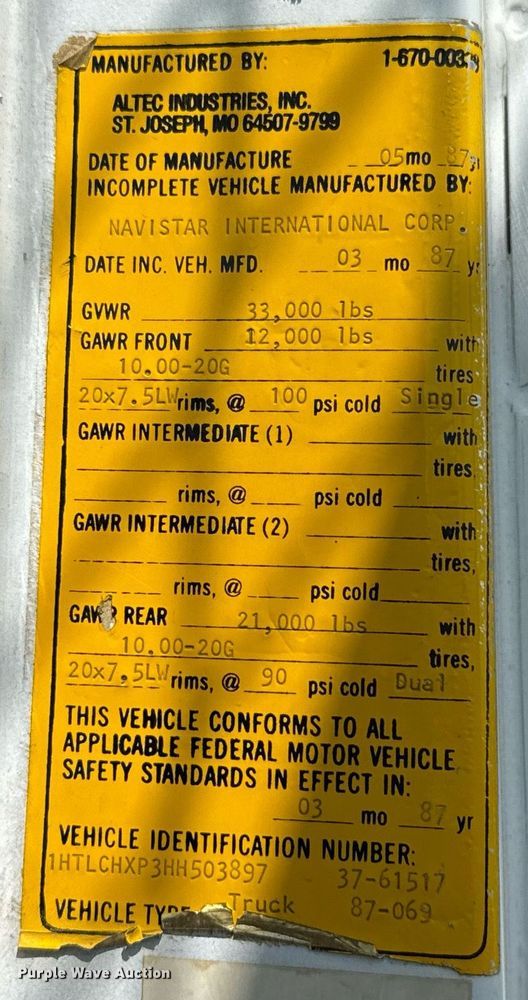 MANUFACTURED BY: 1-670-003
ALTEC INDUSTRIES, INC.
ST. JOSEPH, MO 64507-9799
DATE OF MANUFACTURE 05 mo 87 yr
INCOMPLETE VEHICLE MANUFACTURED BY:
NAVISTAR INTERNATIONAL CORP.
DATE INC. VEH. MFD. 03 mo 87 yr
GVWR 33,000 lbs
GAWR FRONT 12,000 lbs with
10.00-20G tires
20x7.5LW rims, @ 100 psi cold Single
GAWR INTERMEDIATE (1) with
tires,
rims, @ psi cold
GAWR INTERMEDIATE (2) with
tires,
rims, @ psi cold
GAWR REAR 21,000 lbs with
10.00-20G tires,
20x7.5LW rims, @ 90 psi cold Dual
THIS VEHICLE CONFORMS TO ALL
APPLICABLE FEDERAL MOTOR VEHICLE
SAFETY STANDARDS IN EFFECT IN:
03 mo 87 yr
VEHICLE IDENTIFICATION NUMBER:
1HTLCHXP3HH503897 37-61517
VEHICLE TYPE Truck 87-069
Purple Wave Auction